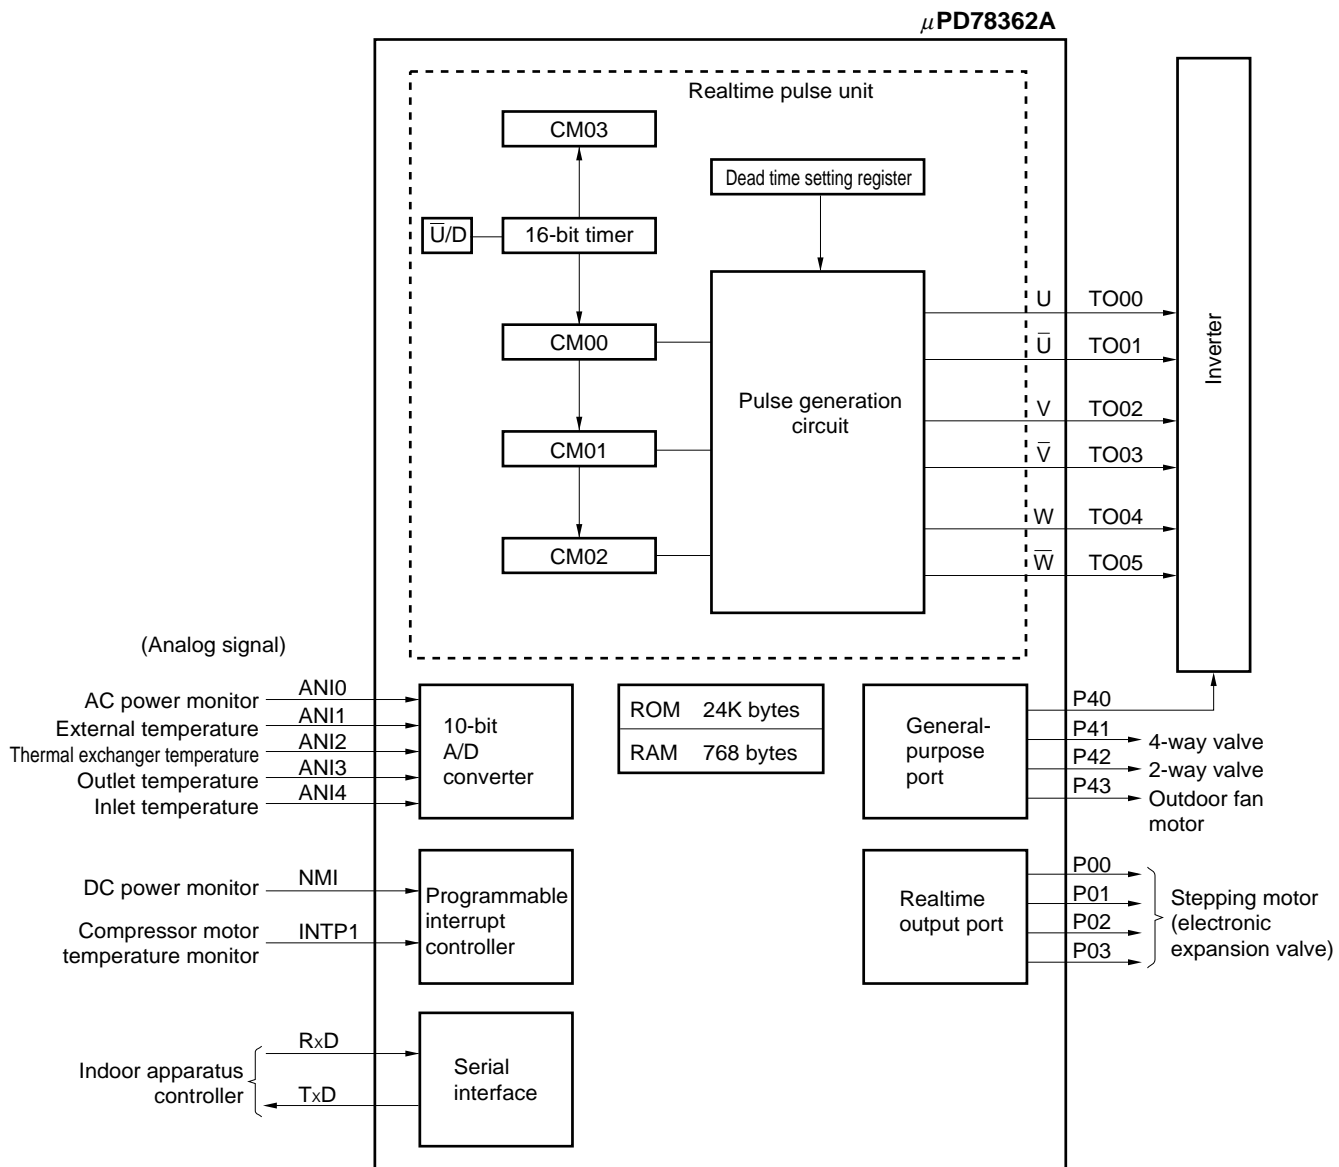 μPD78362A
Realtime pulse unit
CM03
Dead time setting register
U̅/D
16-bit timer
CM00
CM01
CM02
Pulse generation
circuit
U TO00
U̅ TO01
V TO02
V̅ TO03
W TO04
W̅ TO05
Inverter
(Analog signal)
AC power monitor ANI0
External temperature ANI1
Thermal exchanger temperature ANI2
Outlet temperature ANI3
Inlet temperature ANI4
10-bit
A/D
converter
ROM 24K bytes
RAM 768 bytes
General-
purpose
port
P40
P41 4-way valve
P42 2-way valve
P43 Outdoor fan
motor
DC power monitor NMI
Compressor motor
temperature monitor INTP1
Programmable
interrupt
controller
Realtime
output port
P00
P01
P02
P03
Stepping motor
(electronic
expansion valve)
Indoor apparatus
controller
RxD
TxD
Serial
interface